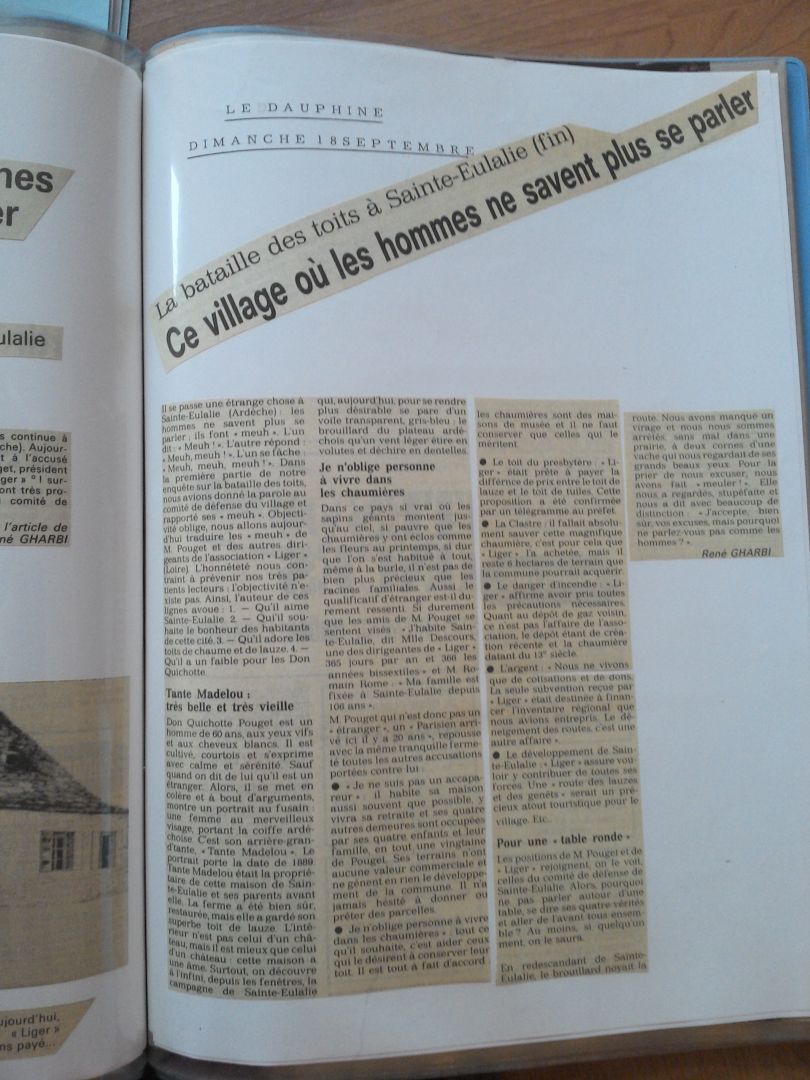 nes
er
ulalie
s continue à
che). Aujour-
t à l'accusé
get, président
ger » ° I sur-
ont très pro-
u comité de
l'article de
né GHARBI
ujourd'hui,
« Liger »
ns payé...
LE DAUPHINE
DIMANCHE 18 SEPTEMBRE
La bataille des toits à Sainte-Eulalie (fin)
Ce village où les hommes ne savent plus se parler
Il se passe une étrange chose à
Sainte-Eulalie (Ardèche) : les
hommes ne savent plus se
parler ; ils font « meuh ». L'un
dit : « Meuh ! ». L'autre répond :
« Meuh, meuh ! ». L'un se fâche :
« Meuh, meuh, meuh ! ». Dans
la première partie de notre
enquête sur la bataille des toits,
nous avions donné la parole au
comité de défense du village et
rapporté ses « meuh ». Objecti-
vité oblige, nous allons aujour-
d'hui traduire les « meuh » de
M. Pouget et des autres diri-
geants de l'association « Liger »
(Loire). L'honnêteté nous con-
traint à prévenir nos très pa-
tients lecteurs : l'objectivité n'e-
xiste pas. Ainsi, l'auteur de ces
lignes avoue : 1. — Qu'il aime
Sainte-Eulalie. 2. — Qu'il sou-
haite le bonheur des habitants
de cette cité. 3. — Qu'il adore les
toits de chaume et de lauze. 4. —
Qu'il a un faible pour les Don
Quichotte.
Tante Madelou :
très belle et très vieille
Don Quichotte Pouget est un
homme de 60 ans, aux yeux vifs
et aux cheveux blancs. Il est
cultivé, courtois et s'exprime
avec calme et sérénité. Sauf
quand on dit de lui qu'il est un
étranger. Alors, il se met en
colère et à bout d'arguments,
montre un portrait au fusain :
une femme au merveilleux
visage, portant la coiffe ardé-
choise. C'est son arrière-gran-
d'tante, « Tante Madelou ». Le
portrait porte la date de 1889.
Tante Madelou était la proprié-
taire de cette maison de Sain-
te-Eulalie et ses parents avant
elle. La ferme a été bien sûr,
restaurée, mais elle a gardé son
superbe toit de lauze. L'inté-
rieur n'est pas celui d'un châ-
teau, mais il est mieux que celui
d'un château : cette maison a
une âme. Surtout, on découvre
à l'infini, depuis les fenêtres, la
campagne de Sainte-Eulalie
qui, aujourd'hui, pour se rendre
plus désirable se pare d'un
voile transparent, gris-bleu : le
brouillard du plateau ardé-
chois qu'un vent léger étire en
volutes et déchire en dentelles.
Je n'oblige personne
à vivre dans
les chaumières
Dans ce pays si vrai où les
sapins géants montent jus-
qu'au ciel, si pauvre que les
chaumières y ont éclos comme
les fleurs au printemps, si dur
que l'on s'est habitué à tout,
même à la burle, il n'est pas de
bien plus précieux que les
racines familiales. Aussi le
qualificatif d'étranger est-il du-
rement ressenti. Si durement
que les amis de M. Pouget se
sentent visés : « J'habite Sain-
te-Eulalie, dit Mlle Descours,
une des dirigeantes de « Liger »
365 jours par an et 366 les
années bissextiles » et M. Ro-
main Rome : « Ma famille est
fixée à Sainte-Eulalie depuis
106 ans ».
M. Pouget qui n'est donc pas un
« étranger », un « Parisien arri-
vé ici il y a 20 ans », repousse
avec la même tranquille ferme-
té toutes les autres accusations
portées contre lui :
● « Je ne suis pas un accapa-
reur » : il habite sa maison
aussi souvent que possible, y
vivra sa retraite et ses quatre
autres demeures sont occupées
par ses quatre enfants et leur
famille, en tout une vingtaine
de Pouget. Ses terrains n'ont
aucune valeur commerciale et
ne gênent en rien le développe-
ment de la commune. Il n'a
jamais hésité à donner ou
prêter des parcelles.
● « Je n'oblige personne à vivre
dans les chaumières » : tout ce
qu'il souhaite, c'est aider ceux
qui le désirent à conserver leur
toit. Il est tout à fait d'accord :
les chaumières sont des mai-
sons de musée et il ne faut
conserver que celles qui le
méritent.
● Le toit du presbytère : « Li-
ger » était prête à payer la
différnce de prix entre le toit de
lauze et le toit de tuiles. Cette
proposition a été confirmée
par un télégramme au préfet.
● La Clastre : il fallait absolu-
ment sauver cette magnifique
chaumière, c'est pour cela que
« Liger » l'a achetée, mais il
reste 6 hectares de terrain que
la commune pourrait acquérir.
● Le danger d'incendie : « Li-
ger » affirme avoir pris toutes
les précautions nécessaires.
Quant au dépôt de gaz voisin,
ce n'est pas l'affaire de l'asso-
ciation, le dépôt étant de créa-
tion récente et la chaumière
datant du 13e siècle.
● L'argent : « Nous ne vivons
que de cotisations et de dons.
La seule subvention reçue par
« Liger » était destinée à finan-
cer l'inventaire régional que
nous avions entrepris. Le dé-
neigement des routes, c'est une
autre affaire ».
● Le développement de Sain-
te-Eulalie : « Liger » assure vou-
loir y contribuer de toutes ses
forces. Une « route des lauzes
et des genêts » serait un pré-
cieux atout touristique pour le
village. Etc.
Pour une « table ronde »
Les positions de M. Pouget et de
« Liger » rejoignent, on le voit,
celles du comité de défense de
Sainte-Eulalie. Alors, pourquoi
ne pas parler autour d'une
table, se dire ses quatre vérités
et aller de l'avant tous ensem-
ble ? Au moins, si quelqu'un
ment, on le saura.
En redescandant de Sainte-
Eulalie, le brouillard noyait la
route. Nous avons manqué un
virage et nous nous sommes
arrêtés, sans mal dans une
prairie, à deux cornes d'une
vache qui nous regardait de ses
grands beaux yeux. Pour la
prier de nous excuser, nous
avons fait « meuler » !. Elle
nous a regardés, stupéfaite et
nous a dit avec beaucoup de
distinction : « J'accepte, bien
sûr, vos excuses, mais pourquoi
ne parlez-vous pas comme les
hommes ? ».
René GHARBI